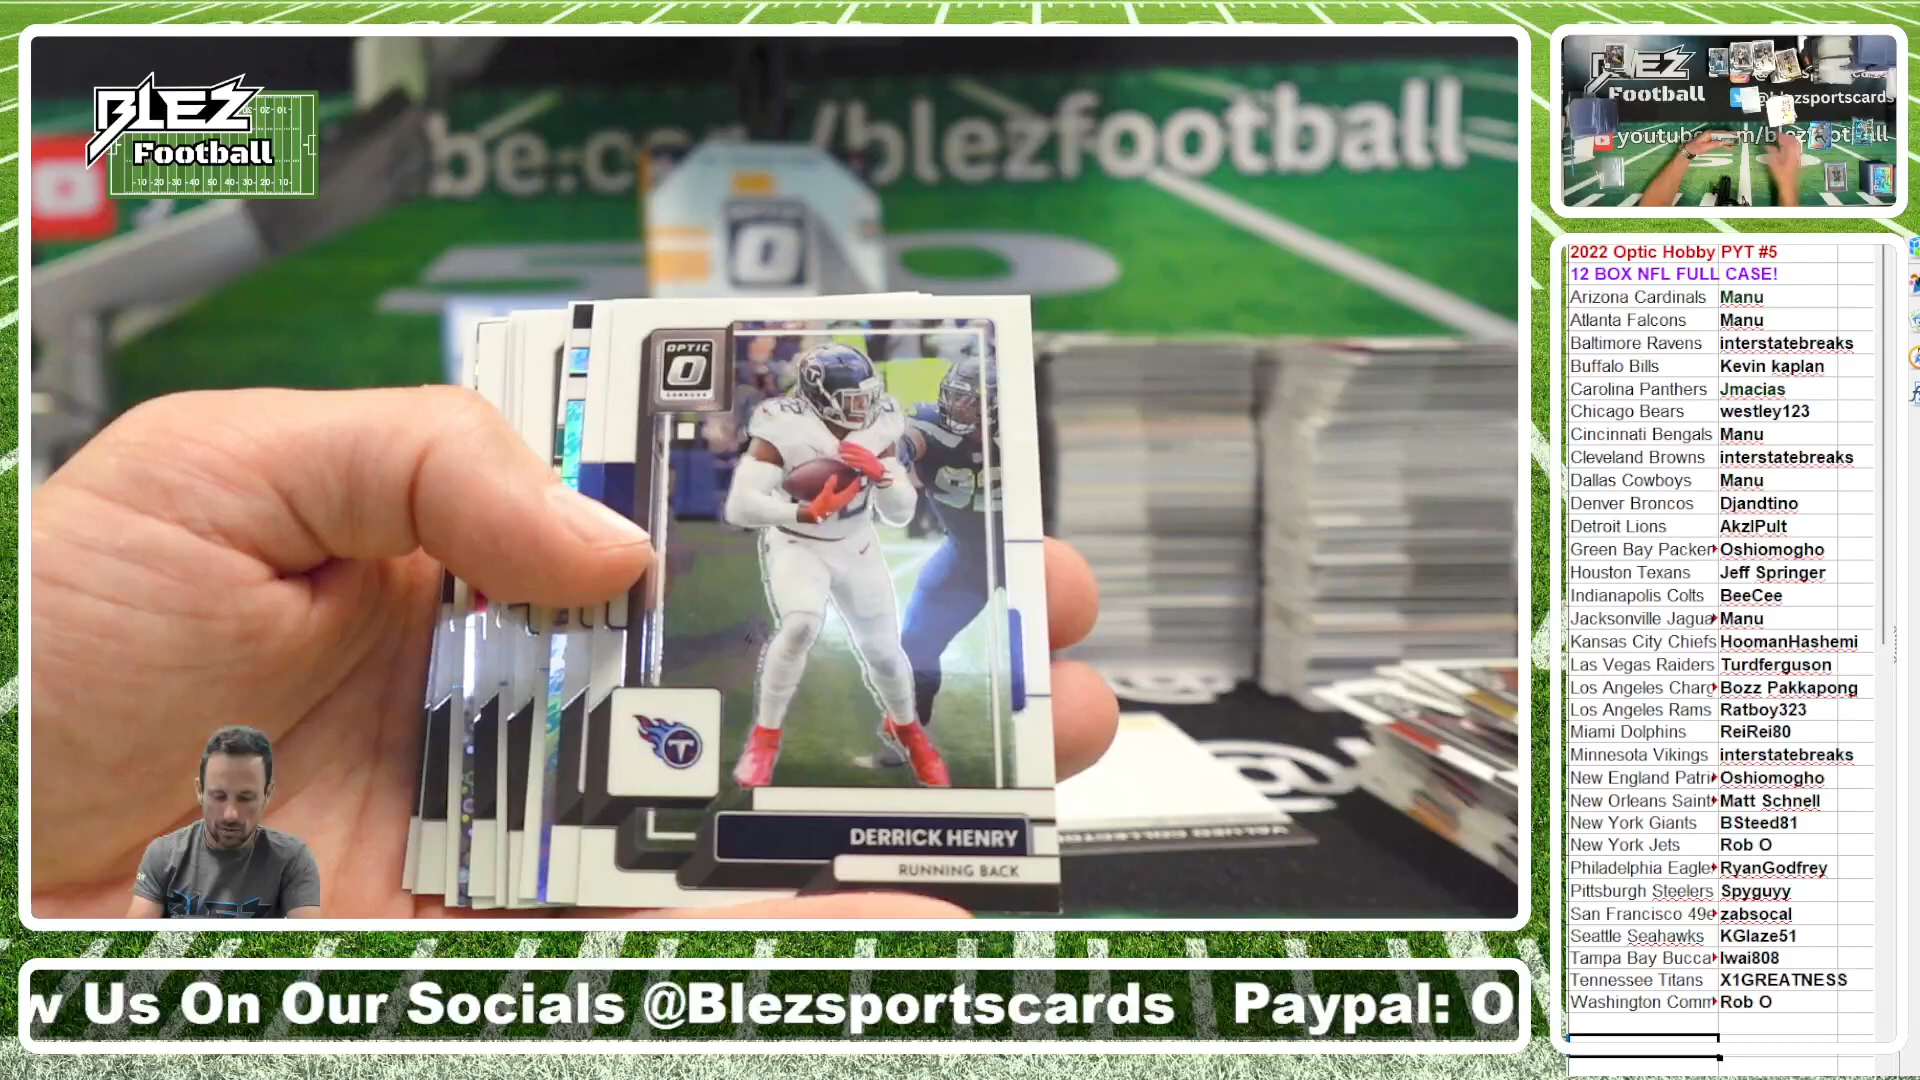 BLEZ
Football
be:com/blezfootball
OPTIC
O
DONRUSS
DERRICK HENRY
RUNNING BACK
w Us On Our Socials @Blezsportscards Paypal: O
Football
@blezsportscards
2022 Optic Hobby PYT #5
12 BOX NFL FULL CASE!
Arizona Cardinals Manu
Atlanta Falcons Manu
Baltimore Ravens interstatebreaks
Buffalo Bills Kevin kaplan
Carolina Panthers Jmacias
Chicago Bears westley123
Cincinnati Bengals Manu
Cleveland Browns interstatebreaks
Dallas Cowboys Manu
Denver Broncos Djandtino
Detroit Lions AkzlPult
Green Bay Packer Oshiomogho
Houston Texans Jeff Springer
Indianapolis Colts BeeCee
Jacksonville Jagua Manu
Kansas City Chiefs HoomanHashemi
Las Vegas Raiders Turdferguson
Los Angeles Charg Bozz Pakkapong
Los Angeles Rams Ratboy323
Miami Dolphins ReiRei80
Minnesota Vikings interstatebreaks
New England Patri Oshiomogho
New Orleans Saint Matt Schnell
New York Giants BSteed81
New York Jets Rob O
Philadelphia Eagle RyanGodfrey
Pittsburgh Steelers Spyguyy
San Francisco 49e zabsocal
Seattle Seahawks KGlaze51
Tampa Bay Bucca Iwai808
Tennessee Titans X1GREATNESS
Washington Comm Rob O